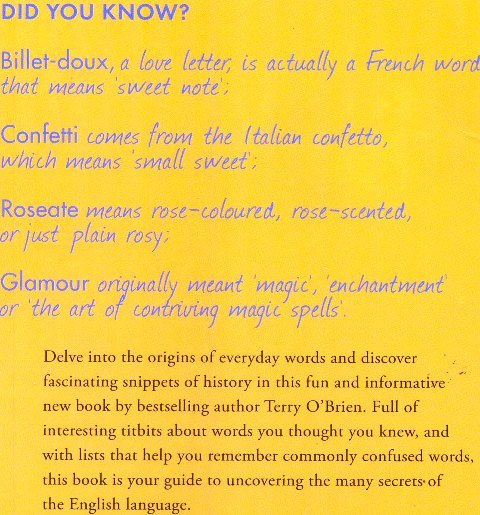 DID YOU KNOW?
Billet-doux, a love letter, is actually a French word
that means 'sweet note';
Confetti comes from the Italian confetto,
which means 'small sweet';
Roseate means rose-coloured, rose-scented,
or just plain rosy;
Glamour originally meant 'magic', 'enchantment'
or 'the art of contriving magic spells'.
Delve into the origins of everyday words and discover
fascinating snippets of history in this fun and informative
new book by bestselling author Terry O'Brien. Full of
interesting titbits about words you thought you knew, and
with lists that help you remember commonly confused words,
this book is your guide to uncovering the many secrets of
the English language.